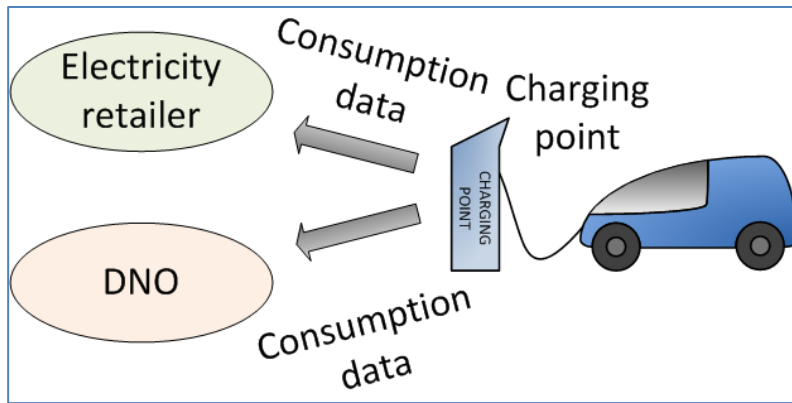 Electricity
retailer
Consumption
data
Charging
point
CHARGING
POINT
DNO
Consumption
data